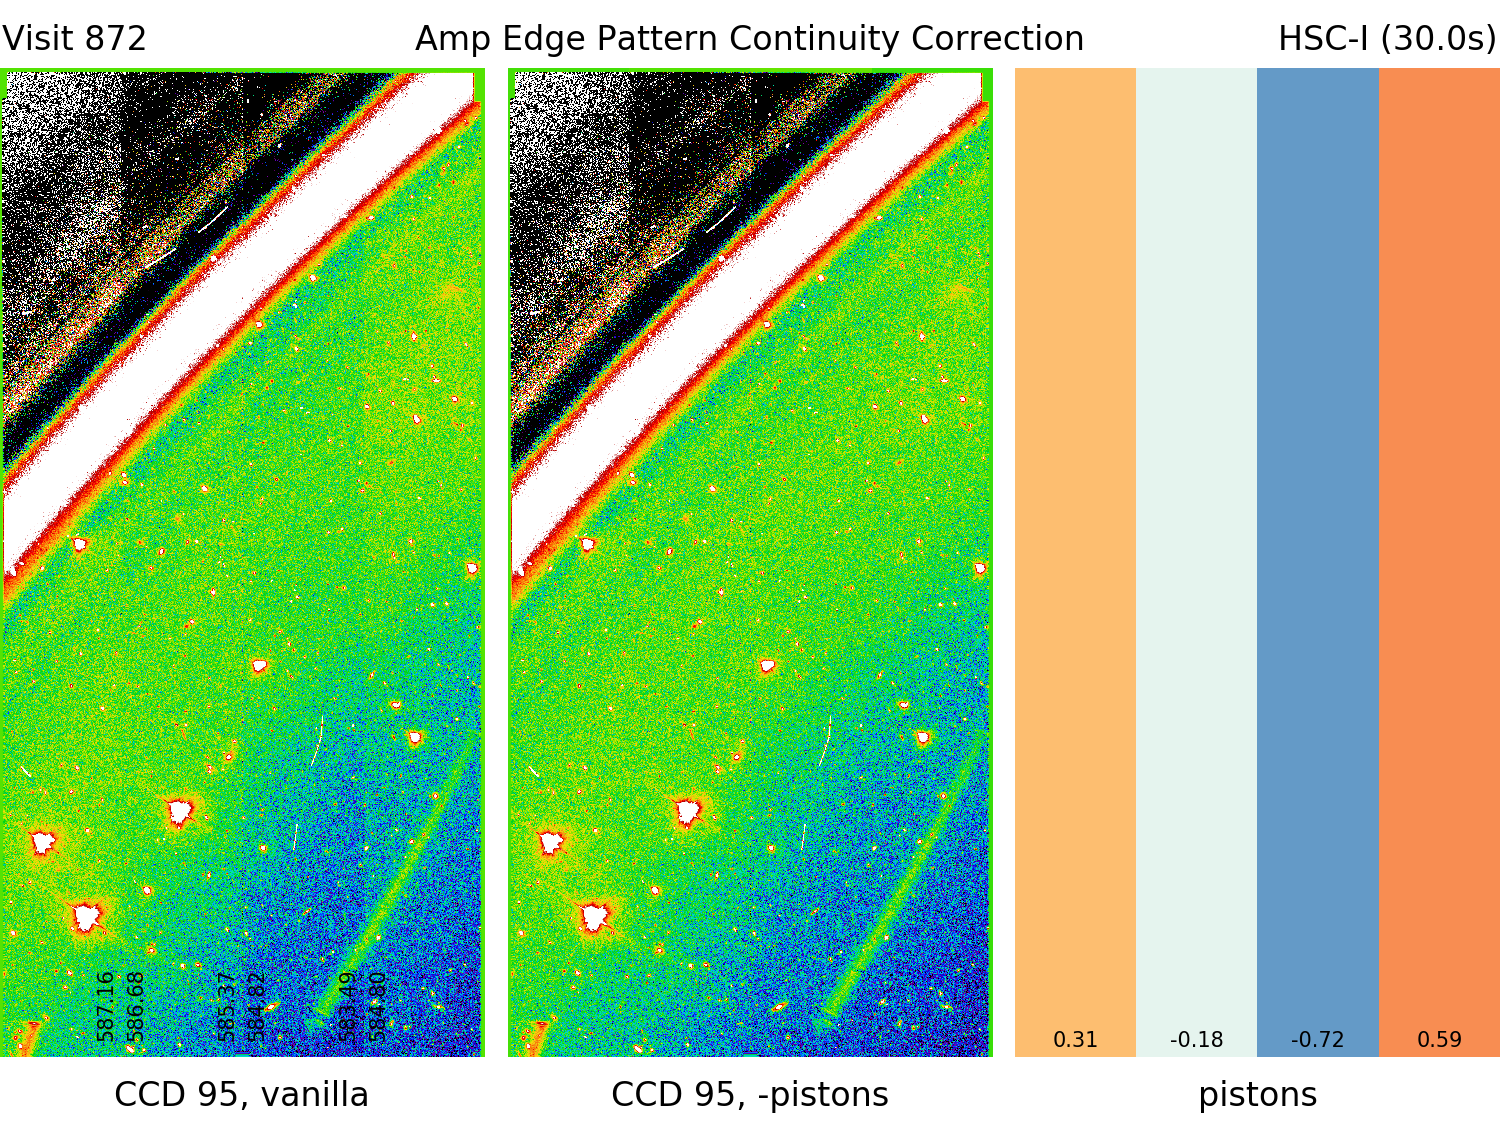 Visit 872
Amp Edge Pattern Continuity Correction
HSC-I (30.0s)
587.16
586.68
585.37
584.82
583.49
584.80
0.31
-0.18
-0.72
0.59
CCD 95, vanilla
CCD 95, -pistons
pistons